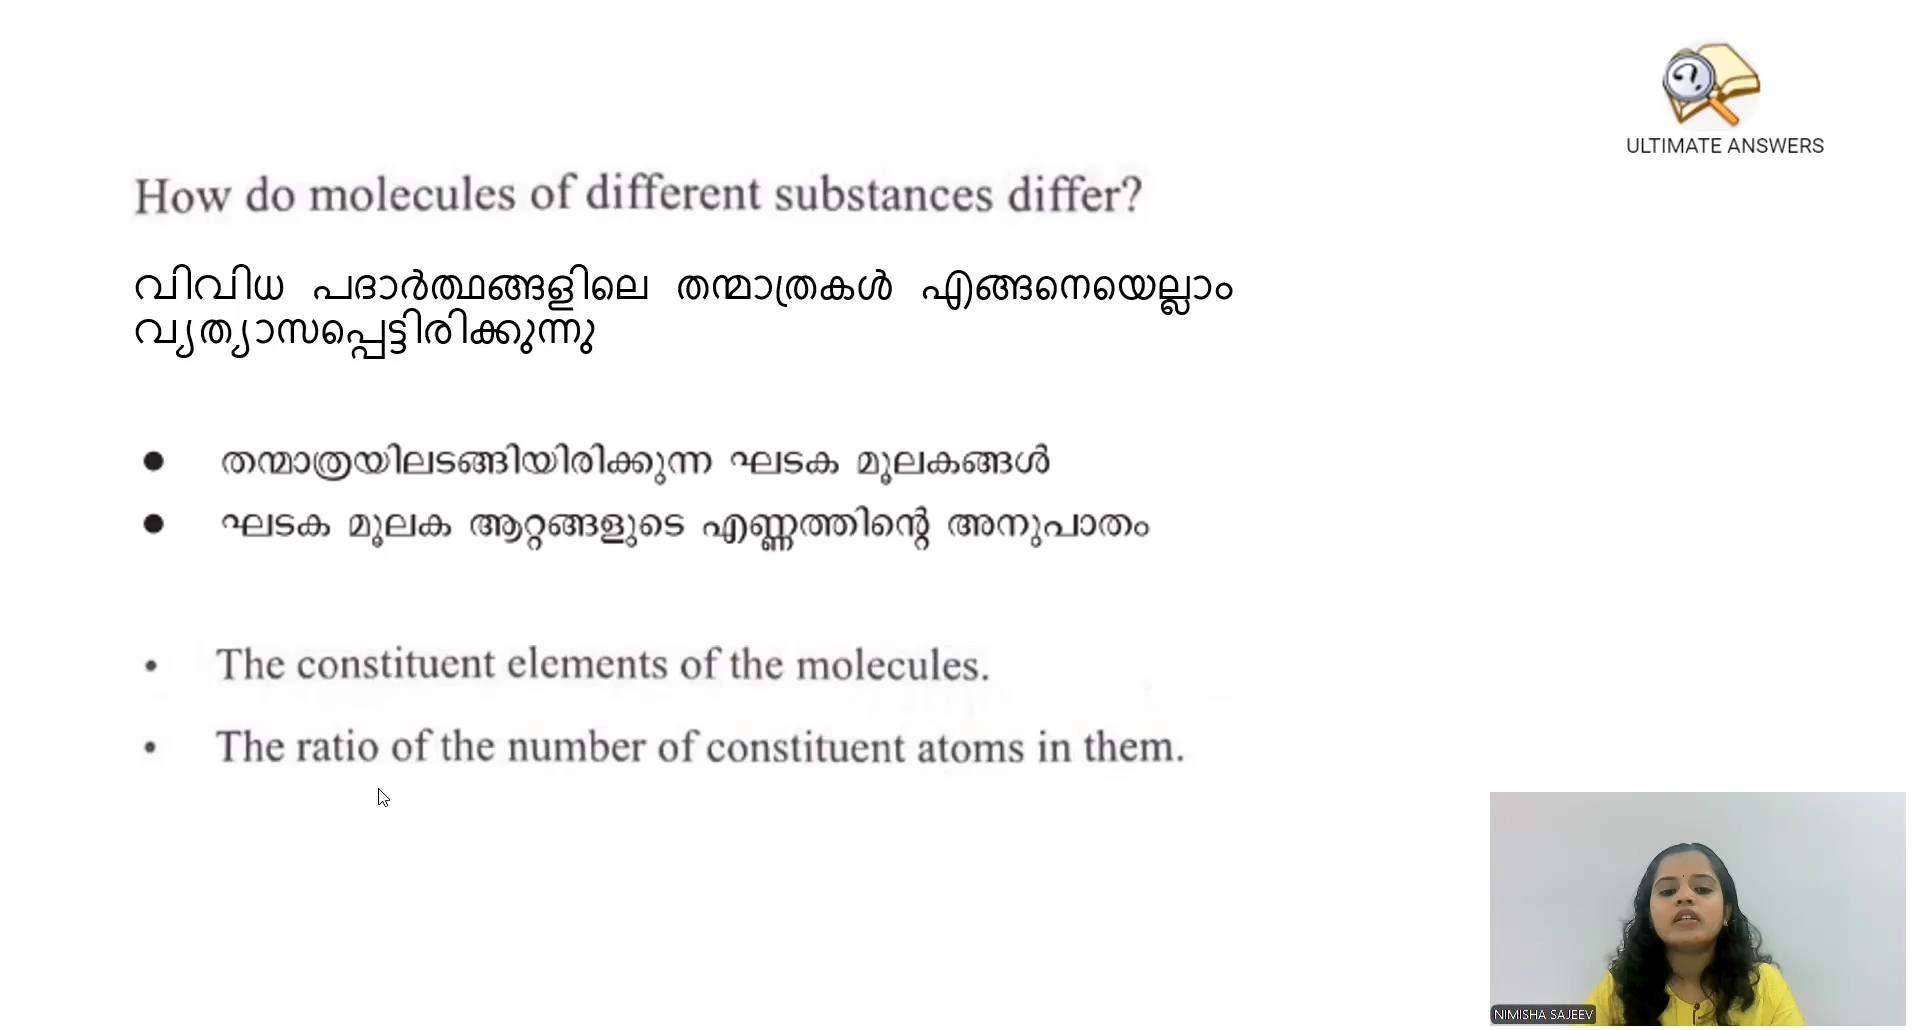 ULTIMATE ANSWERS
How do molecules of different substances differ?
വിവിധ പദാർത്ഥങ്ങളിലെ തന്മാത്രകൾ എങ്ങനെയെല്ലാം
വ്യത്യാസപ്പെട്ടിരിക്കുന്നു
● തന്മാത്രയിലടങ്ങിയിരിക്കുന്ന ഘടക മൂലകങ്ങൾ
● ഘടക മൂലക ആറ്റങ്ങളുടെ എണ്ണത്തിന്റെ അനുപാതം
• The constituent elements of the molecules.
• The ratio of the number of constituent atoms in them.
NIMISHA SAJEEV